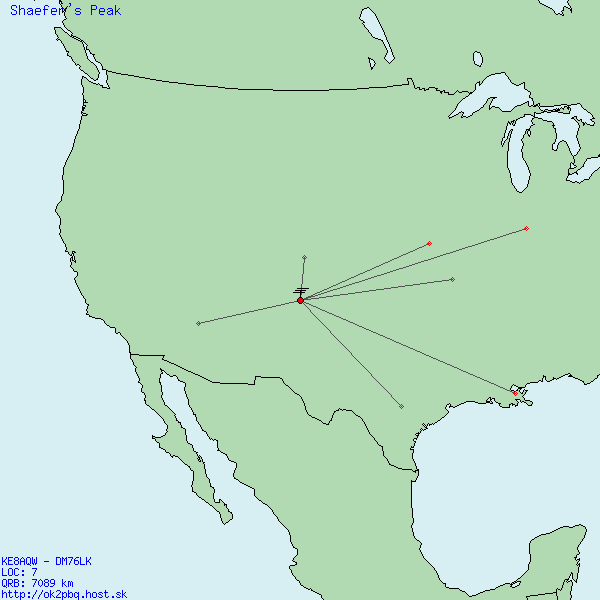 Shaefer's Peak
KE8AQW - DM76LK
LOC: 7
QRB: 7089 km
http://ok2pbq.host.sk